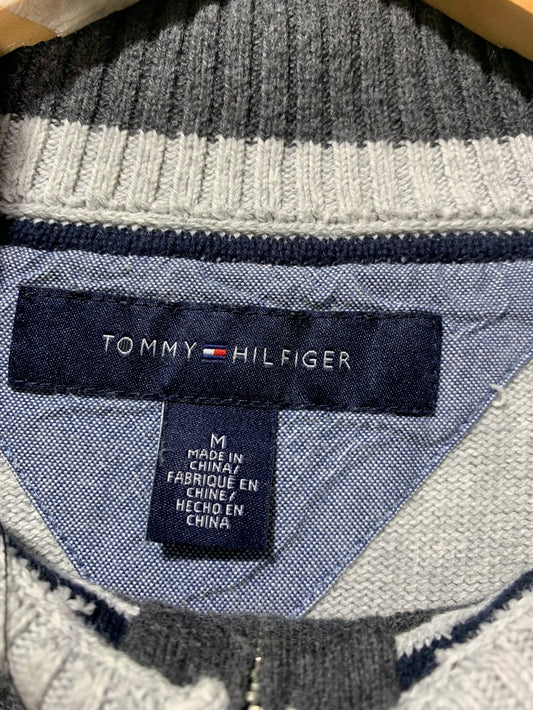 TOMMY HILFIGER
M
MADE IN
CHINA/
FABRIQUÉ EN
CHINE/
HECHO EN
CHINA